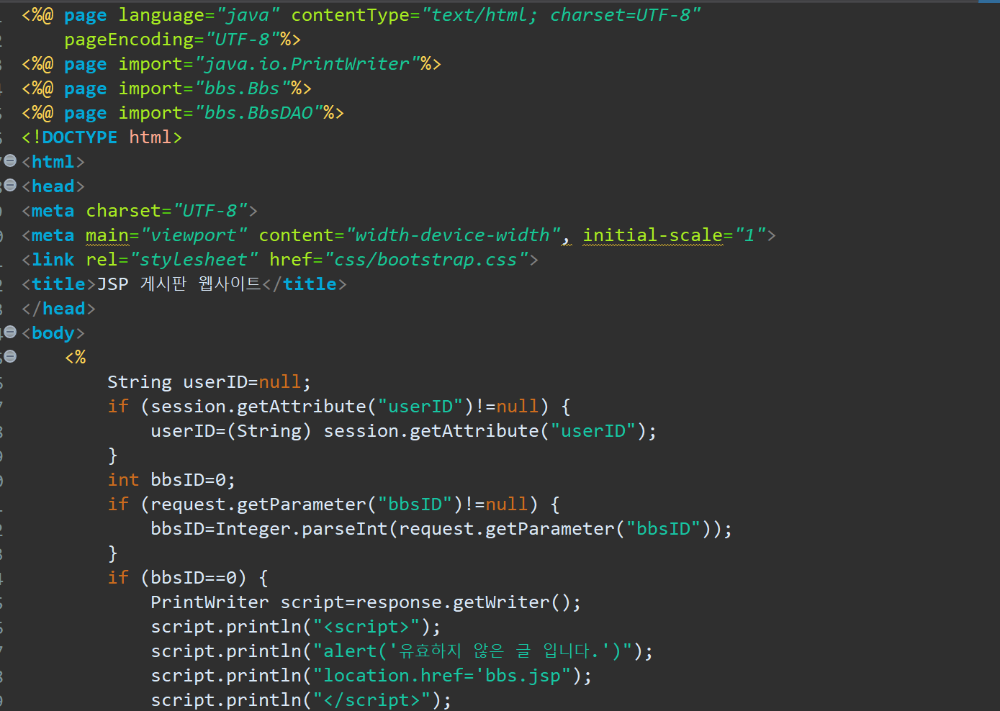 <%@ page language="java" contentType="text/html; charset=UTF-8"
    pageEncoding="UTF-8"%>
<%@ page import="java.io.PrintWriter"%>
<%@ page import="bbs.Bbs"%>
<%@ page import="bbs.BbsDAO"%>
<!DOCTYPE html>
<html>
<head>
<meta charset="UTF-8">
<meta main="viewport" content="width-device-width", initial-scale="1">
<link rel="stylesheet" href="css/bootstrap.css">
<title>JSP 게시판 웹사이트</title>
</head>
<body>
    <%
        String userID=null;
        if (session.getAttribute("userID")!=null) {
            userID=(String) session.getAttribute("userID");
        }
        int bbsID=0;
        if (request.getParameter("bbsID")!=null) {
            bbsID=Integer.parseInt(request.getParameter("bbsID"));
        }
        if (bbsID==0) {
            PrintWriter script=response.getWriter();
            script.println("<script>");
            script.println("alert('유효하지 않은 글 입니다.')");
            script.println("location.href='bbs.jsp");
            script.println("</script>");